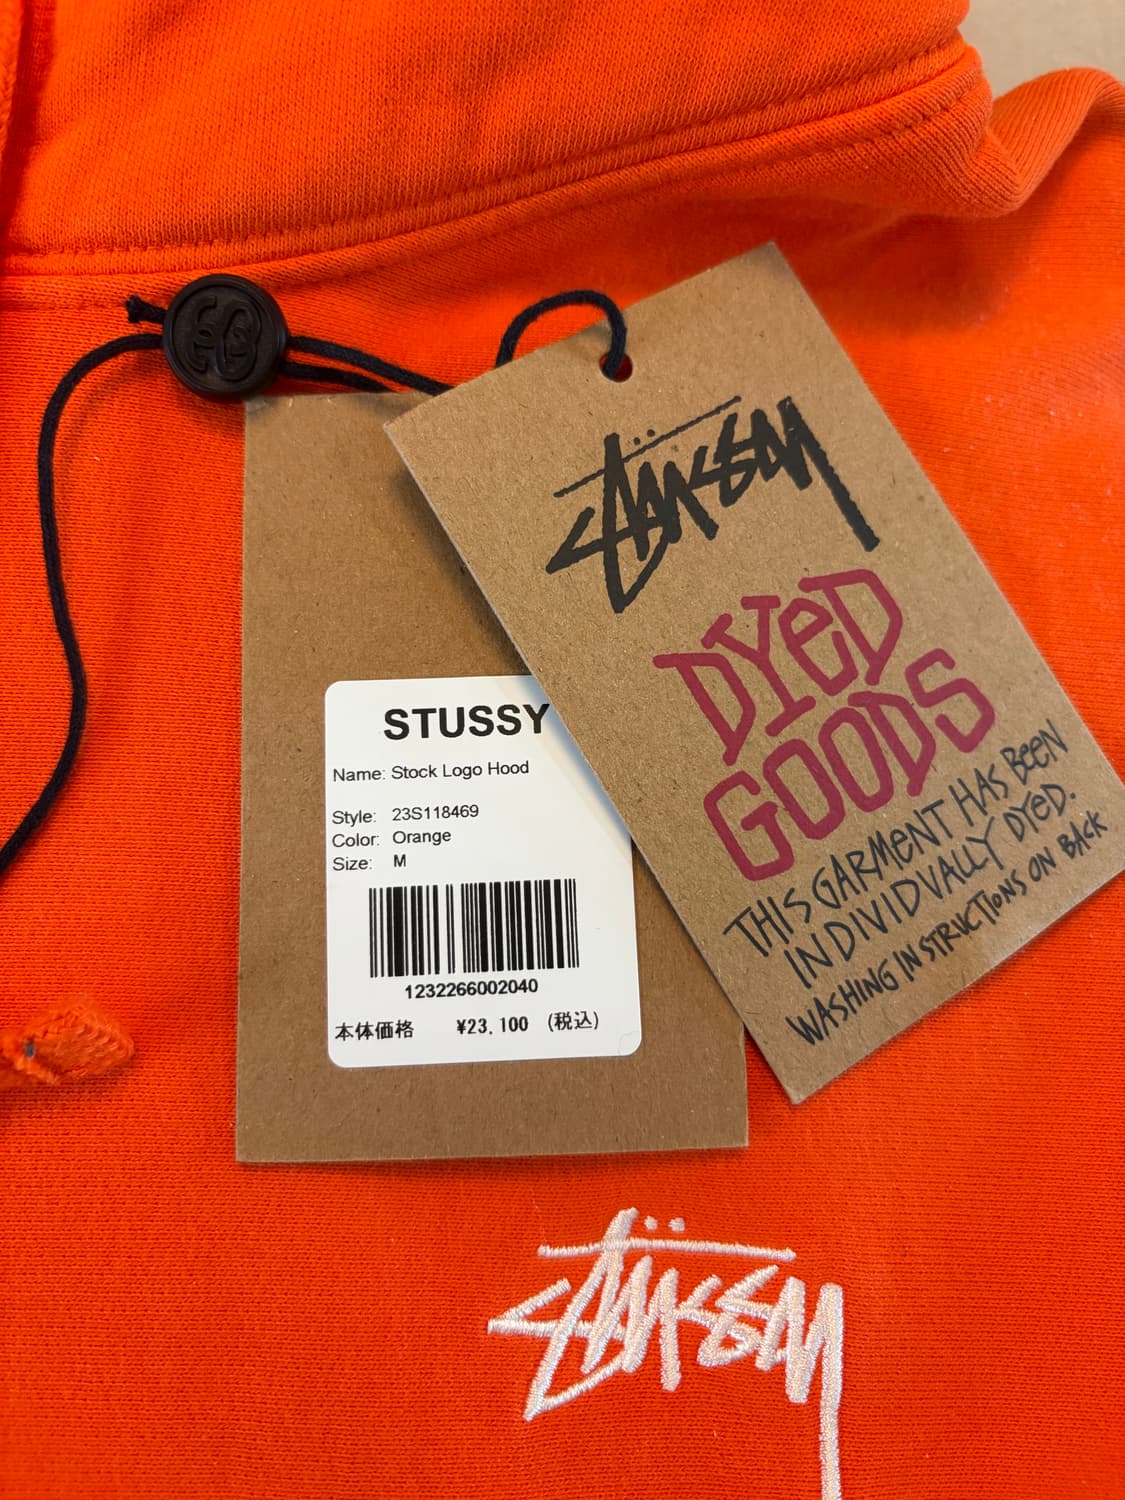 STUSSY
Name: Stock Logo Hood
Style: 23S118469
Color: Orange
Size: M
1232266002040
本体価格 ¥23,100 (税込)
Stüssy
DYED
GOODS
THIS GARMENT HAS BEEN
INDIVIDUALLY DYED.
WASHING INSTRUCTIONS ON BACK
Stüssy